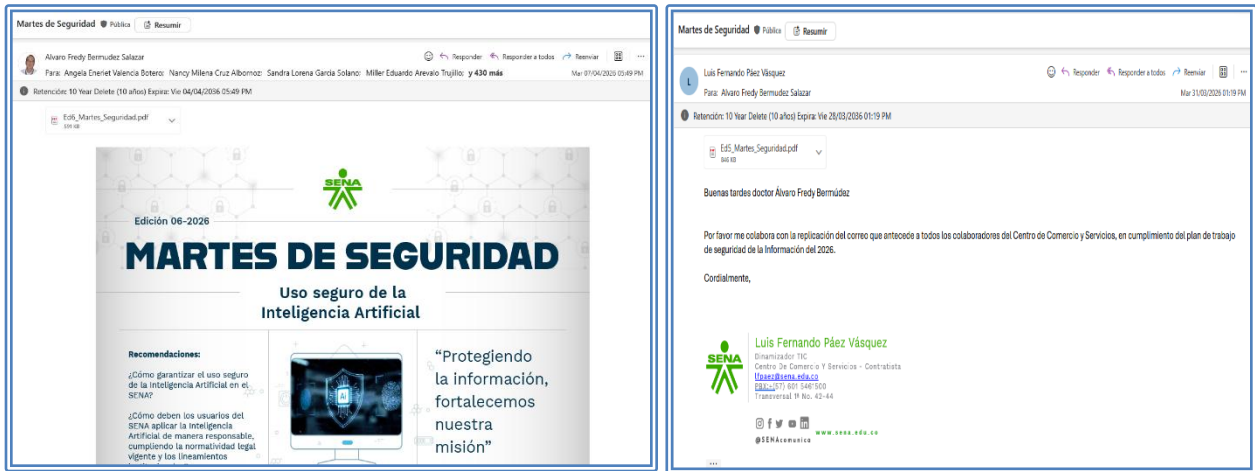 Martes de Seguridad Pública Resumir
Alvaro Fredy Bermudez Salazar
Responder Responder a todos Reenviar
Para: Angela Eneriet Valencia Botero; Nancy Milena Cruz Albornoz; Sandra Lorena Garcia Solano; Miller Eduardo Arevalo Trujillo; y 430 más
Mar 07/04/2026 05:49 PM
Retención: 10 Year Delete (10 años) Expira: Vie 04/04/2036 05:49 PM
Ed6_Martes_Seguridad.pdf
SENA
Edición 06-2026
MARTES DE SEGURIDAD
Uso seguro de la
Inteligencia Artificial
Recomendaciones:
¿Cómo garantizar el uso seguro
de la Inteligencia Artificial en el
SENA?
¿Cómo deben los usuarios del
SENA aplicar la Inteligencia
Artificial de manera responsable,
cumpliendo la normatividad legal
vigente y los lineamientos
AI
“Protegiendo
la información,
fortalecemos
nuestra
misión”
Martes de Seguridad Pública Resumir
L
Luis Fernando Páez Vásquez
Responder Responder a todos Reenviar
Para: Alvaro Fredy Bermudez Salazar
Mar 31/03/2026 01:19 PM
Retención: 10 Year Delete (10 años) Expira: Vie 28/03/2036 01:19 PM
Ed5_Martes_Seguridad.pdf
646 KB
Buenas tardes doctor Álvaro Fredy Bermúdez
Por favor me colabora con la replicación del correo que antecede a todos los colaboradores del Centro de Comercio y Servicios, en cumplimiento del plan de trabajo
de seguridad de la Información del 2026.
Cordialmente,
SENA
Luis Fernando Páez Vásquez
Dinamizador TIC
Centro De Comercio Y Servicios - Contratista
lfpaez@sena.edu.co
PBX:+(57) 601 5461500
Transversal 1ª No. 42-44
@SENAcomunica
www.sena.edu.co